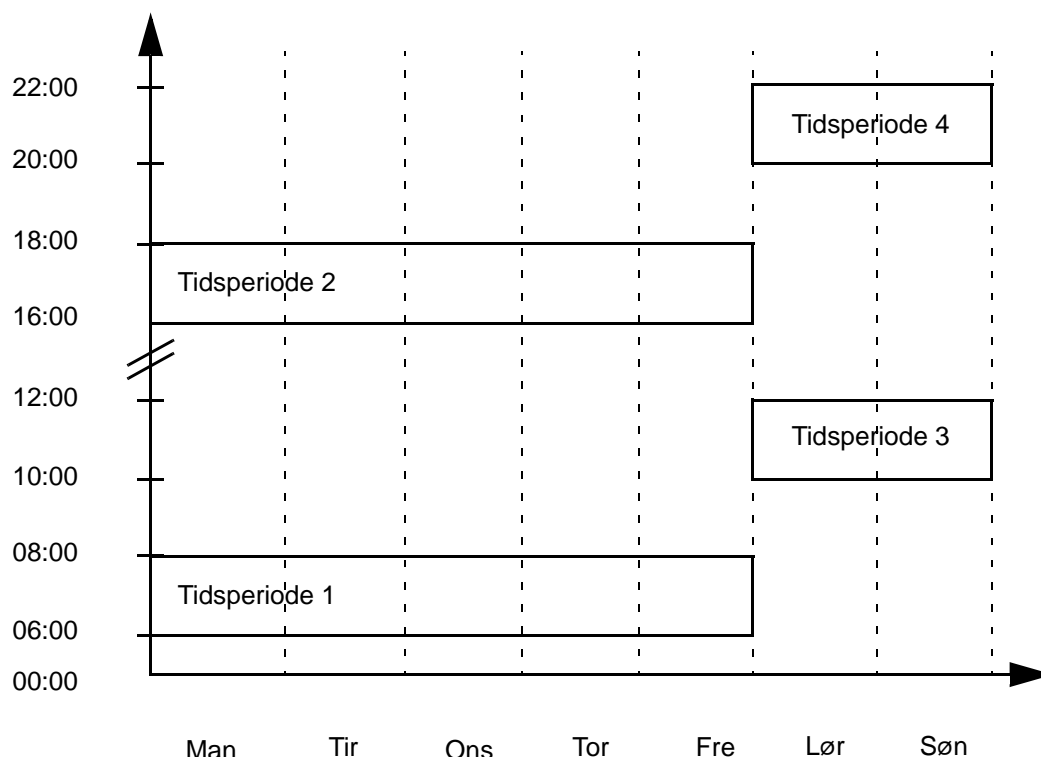 22:00
Tidsperiode 4
20:00
18:00
Tidsperiode 2
16:00
12:00
Tidsperiode 3
10:00
08:00
Tidsperiode 1
06:00
00:00
Man Tir Ons Tor Fre Lør Søn